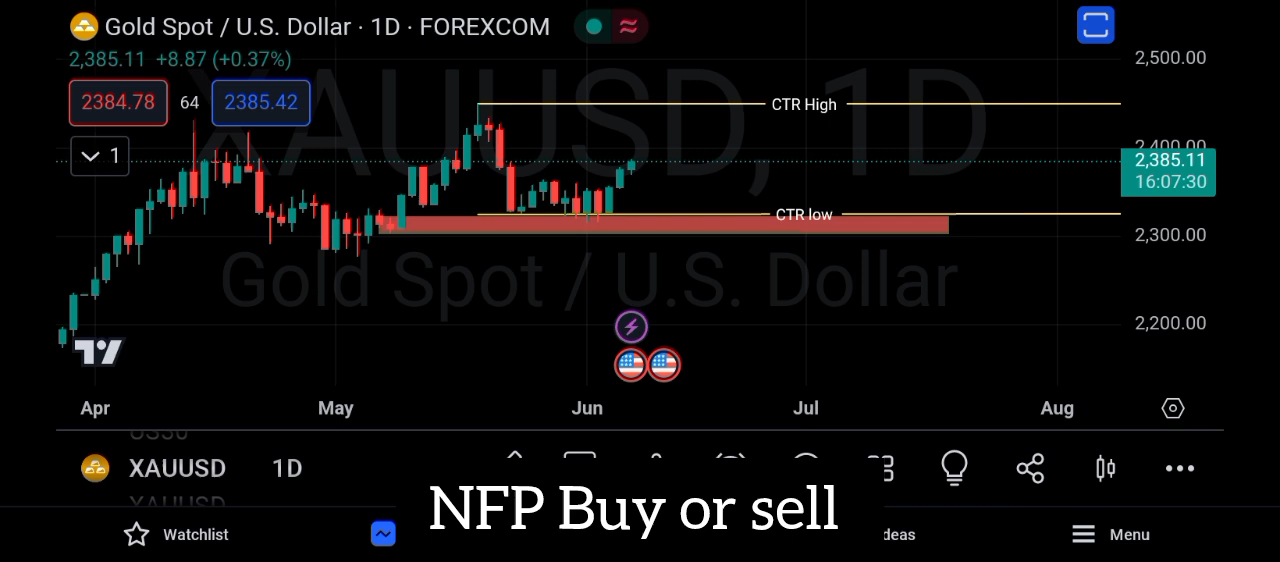 Gold Spot / U.S. Dollar · 1D · FOREXCOM
2,385.11 +8.87 (+0.37%)
2384.78 64 2385.42
1
XAUUSD, 1D
Gold Spot / U.S. Dollar
CTR High
CTR low
2,500.00
2,400.00
2,385.11
16:07:30
2,300.00
2,200.00
Apr May Jun Jul Aug
US30
XAUUSD 1D
XAUUSD
NFP Buy or sell
Watchlist deas Menu